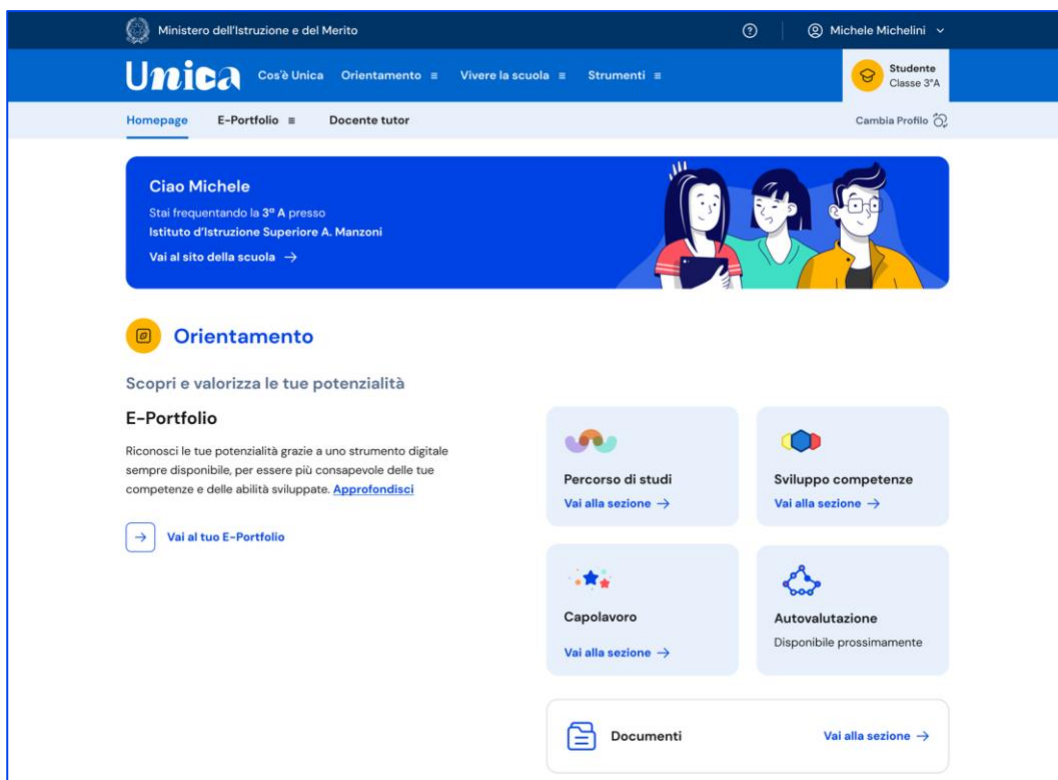 Ministero dell'Istruzione e del Merito
Michele Michelini
Unica
Cos'è Unica
Orientamento
Vivere la scuola
Strumenti
Studente
Classe 3ªA
Homepage
E-Portfolio
Docente tutor
Cambia Profilo
Ciao Michele
Stai frequentando la 3ª A presso
Istituto d'Istruzione Superiore A. Manzoni
Vai al sito della scuola →
Orientamento
Scopri e valorizza le tue potenzialità
E-Portfolio
Riconosci le tue potenzialità grazie a uno strumento digitale
sempre disponibile, per essere più consapevole delle tue
competenze e delle abilità sviluppate. Approfondisci
Vai al tuo E-Portfolio
Percorso di studi
Vai alla sezione →
Sviluppo competenze
Vai alla sezione →
Capolavoro
Vai alla sezione →
Autovalutazione
Disponibile prossimamente
Documenti
Vai alla sezione →